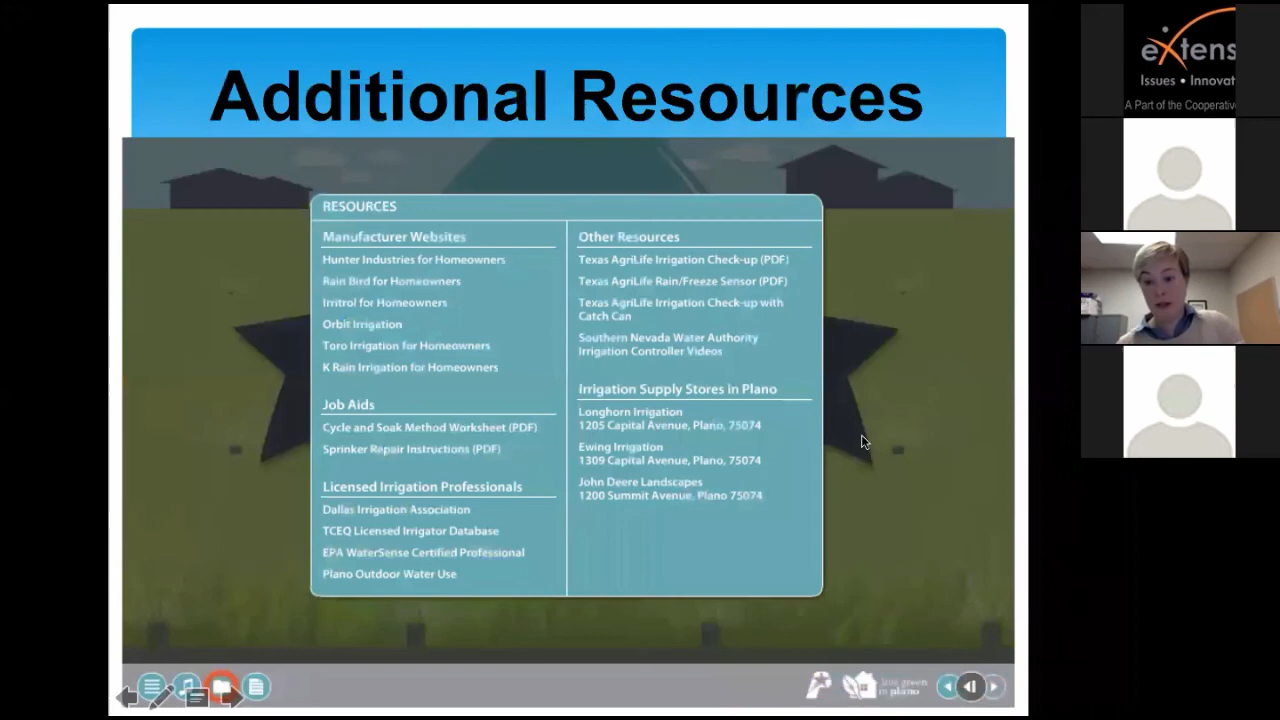 Additional Resources
RESOURCES
Manufacturer Websites
Hunter Industries for Homeowners
Rain Bird for Homeowners
Irritrol for Homeowners
Orbit Irrigation
Toro Irrigation for Homeowners
K Rain Irrigation for Homeowners
Job Aids
Cycle and Soak Method Worksheet (PDF)
Sprinker Repair Instructions (PDF)
Licensed Irrigation Professionals
Dallas Irrigation Association
TCEQ Licensed Irrigator Database
EPA WaterSense Certified Professional
Plano Outdoor Water Use
Other Resources
Texas AgriLife Irrigation Check-up (PDF)
Texas AgriLife Rain/Freeze Sensor (PDF)
Texas AgriLife Irrigation Check-up with
Catch Can
Southern Nevada Water Authority
Irrigation Controller Videos
Irrigation Supply Stores in Plano
Longhorn Irrigation
1205 Capital Avenue, Plano, 75074
Ewing Irrigation
1309 Capital Avenue, Plano, 75074
John Deere Landscapes
1200 Summit Avenue, Plano 75074
live green
in plano
eXtens
Issues • Innovat
A Part of the Cooperative